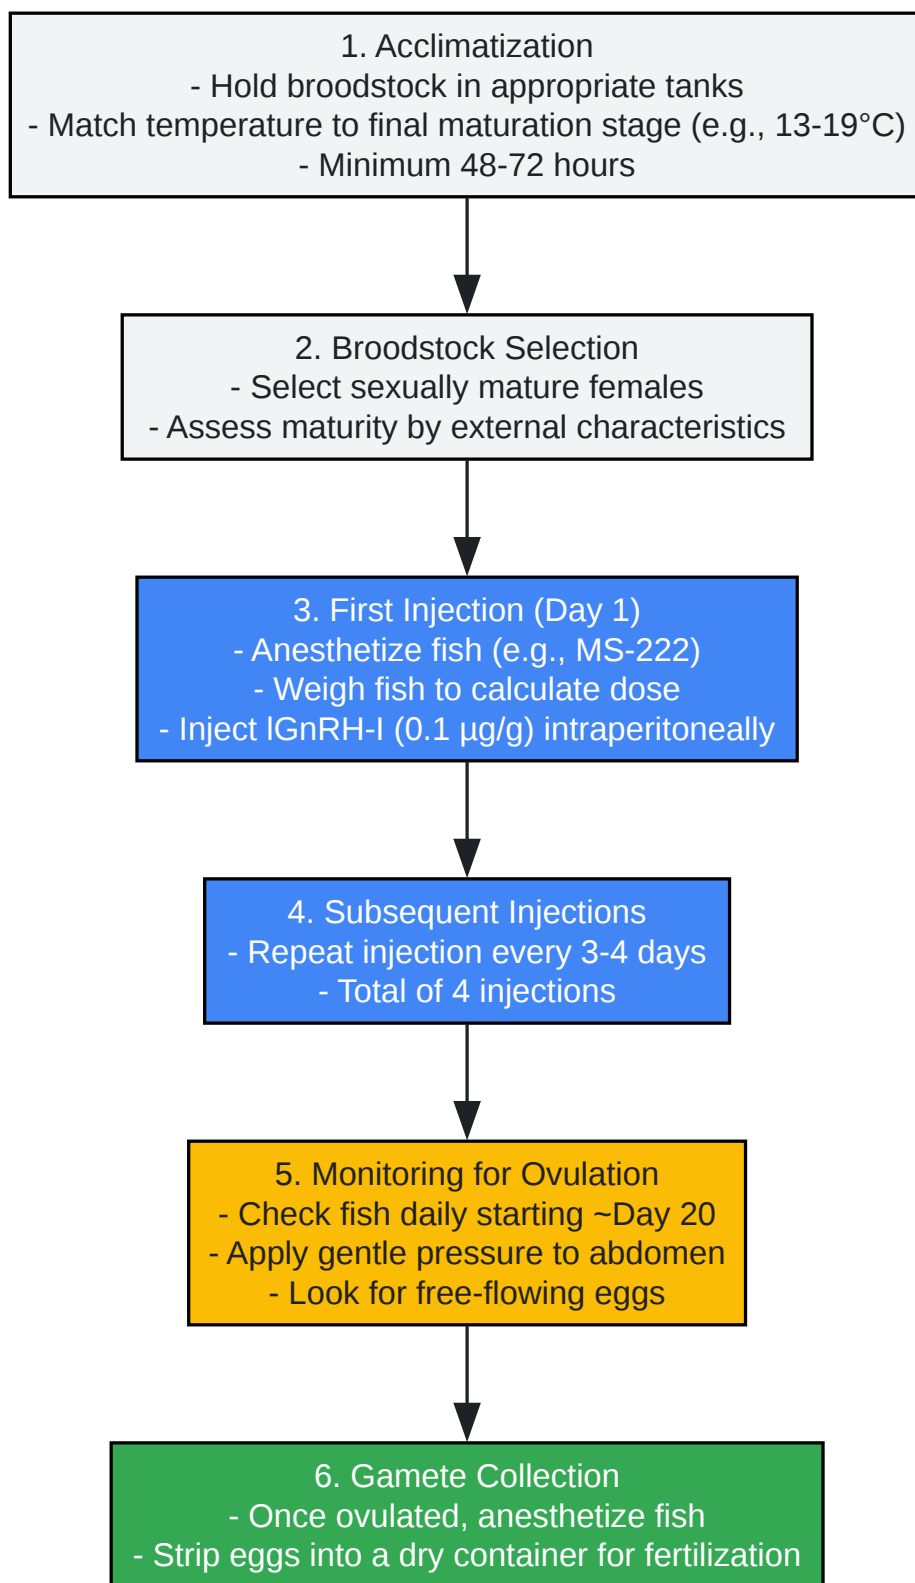 1. Acclimatization
- Hold broodstock in appropriate tanks
- Match temperature to final maturation stage (e.g., 13-19°C)
- Minimum 48-72 hours
2. Broodstock Selection
- Select sexually mature females
- Assess maturity by external characteristics
3. First Injection (Day 1)
- Anesthetize fish (e.g., MS-222)
- Weigh fish to calculate dose
- Inject lGnRH-I (0.1 µg/g) intraperitoneally
4. Subsequent Injections
- Repeat injection every 3-4 days
- Total of 4 injections
5. Monitoring for Ovulation
- Check fish daily starting ~Day 20
- Apply gentle pressure to abdomen
- Look for free-flowing eggs
6. Gamete Collection
- Once ovulated, anesthetize fish
- Strip eggs into a dry container for fertilization